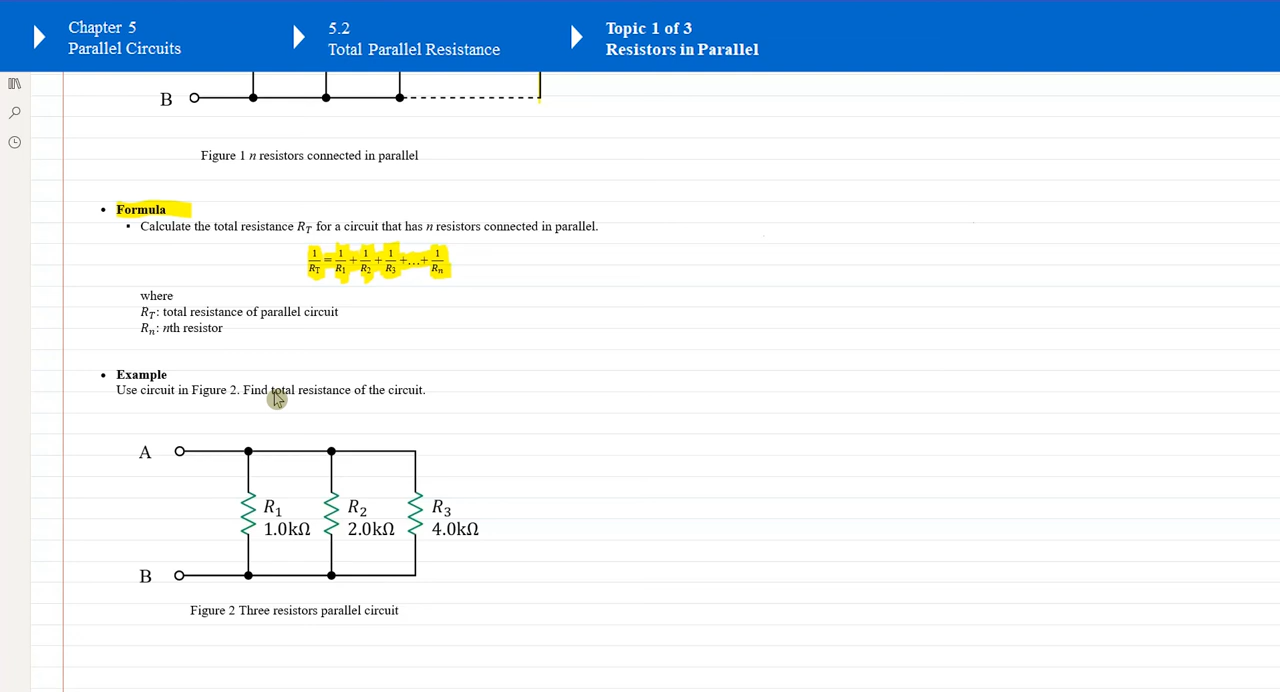 Chapter 5
Parallel Circuits
5.2
Total Parallel Resistance
Topic 1 of 3
Resistors in Parallel
B
Figure 1 n resistors connected in parallel
• Formula
▪ Calculate the total resistance R_T for a circuit that has n resistors connected in parallel.
1/R_T = 1/R_1 + 1/R_2 + 1/R_3 +...+ 1/R_n
where
R_T: total resistance of parallel circuit
R_n: nth resistor
• Example
Use circuit in Figure 2. Find total resistance of the circuit.
A
R_1 R_2 R_3
1.0kΩ 2.0kΩ 4.0kΩ
B
Figure 2 Three resistors parallel circuit